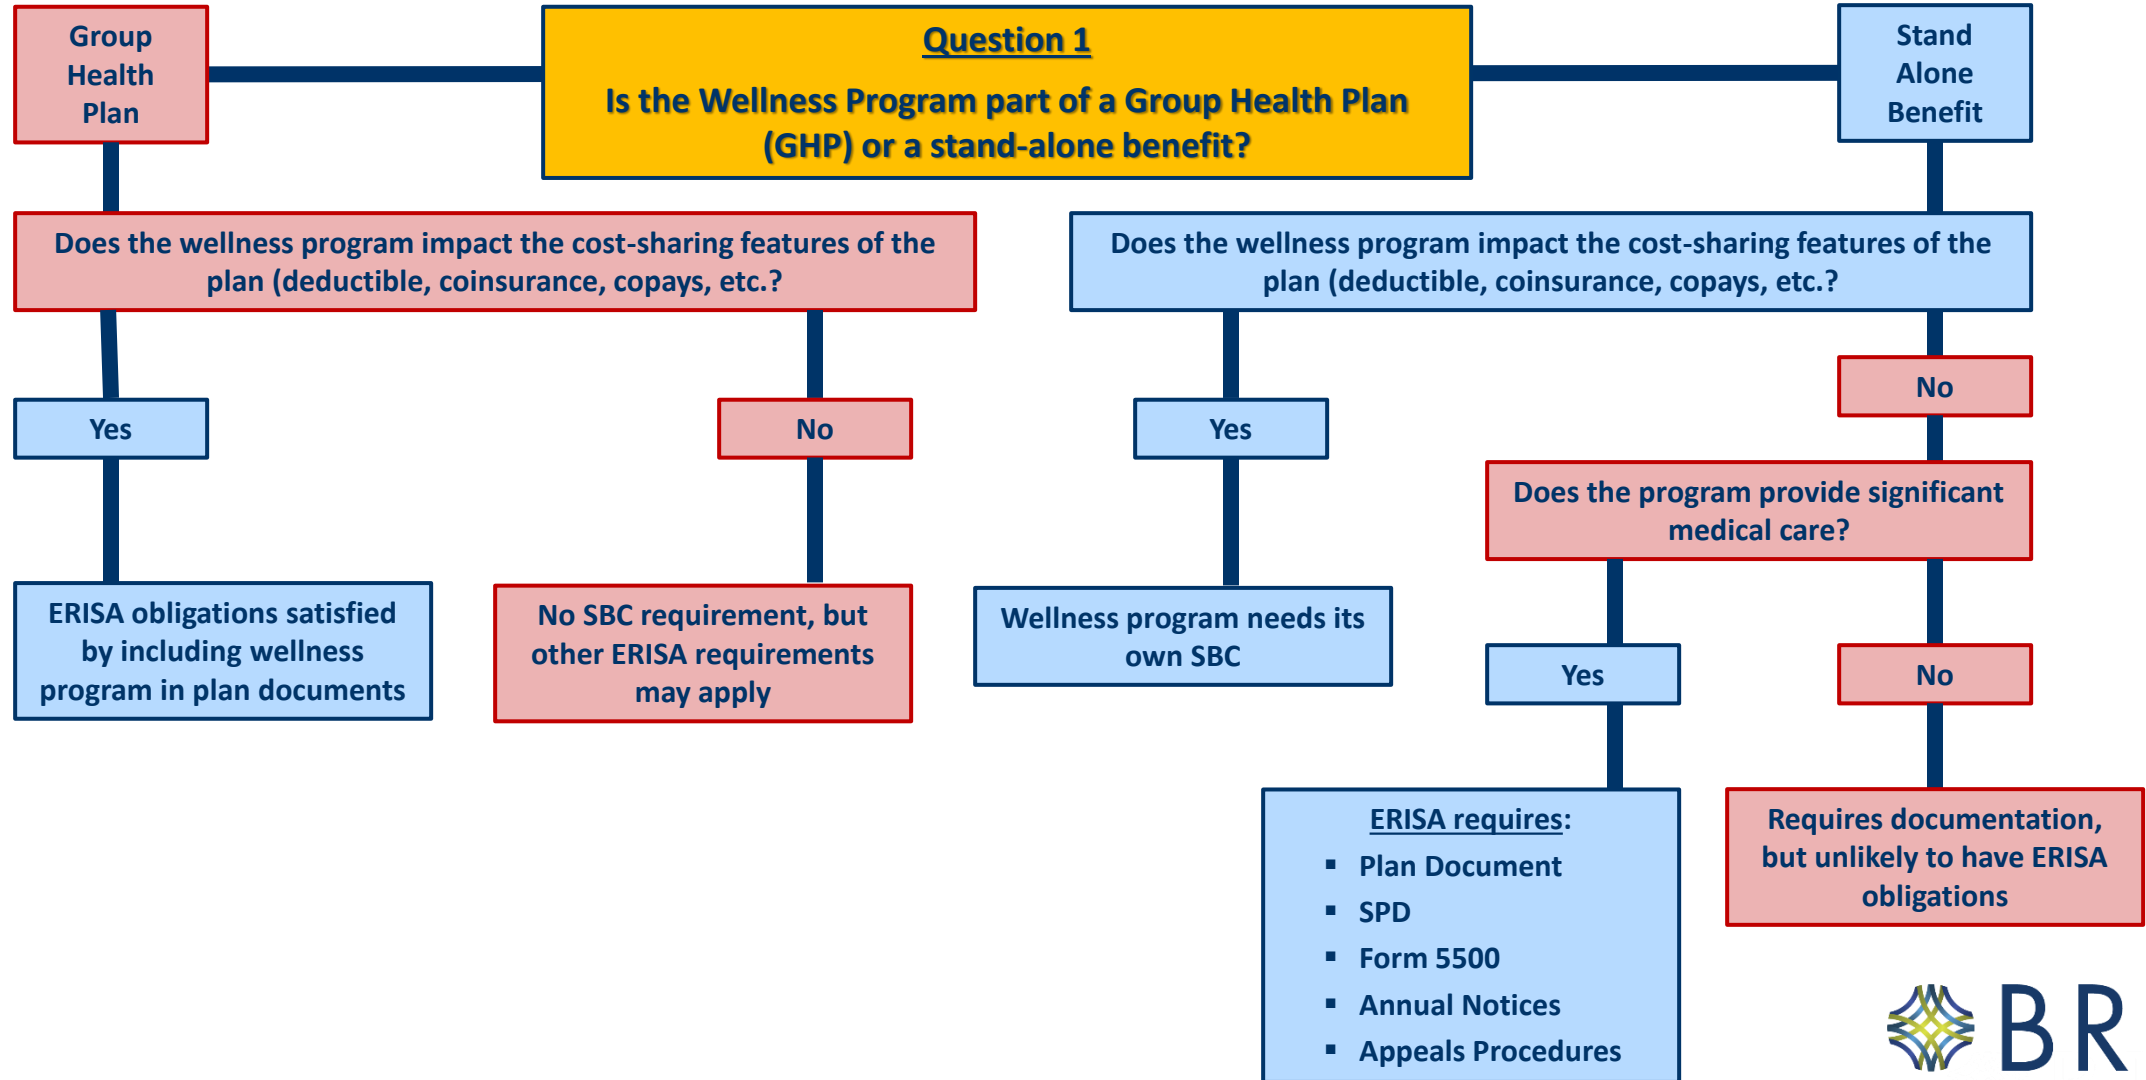 Group
Health
Plan
Question 1
Is the Wellness Program part of a Group Health Plan
(GHP) or a stand-alone benefit?
Stand
Alone
Benefit
Does the wellness program impact the cost-sharing features of the
plan (deductible, coinsurance, copays, etc.?
Does the wellness program impact the cost-sharing features of the
plan (deductible, coinsurance, copays, etc.?
Yes
No
Yes
No
Does the program provide significant
medical care?
ERISA obligations satisfied
by including wellness
program in plan documents
No SBC requirement, but
other ERISA requirements
may apply
Wellness program needs its
own SBC
Yes
No
ERISA requires:
▪ Plan Document
▪ SPD
▪ Form 5500
▪ Annual Notices
▪ Appeals Procedures
Requires documentation,
but unlikely to have ERISA
obligations
BR